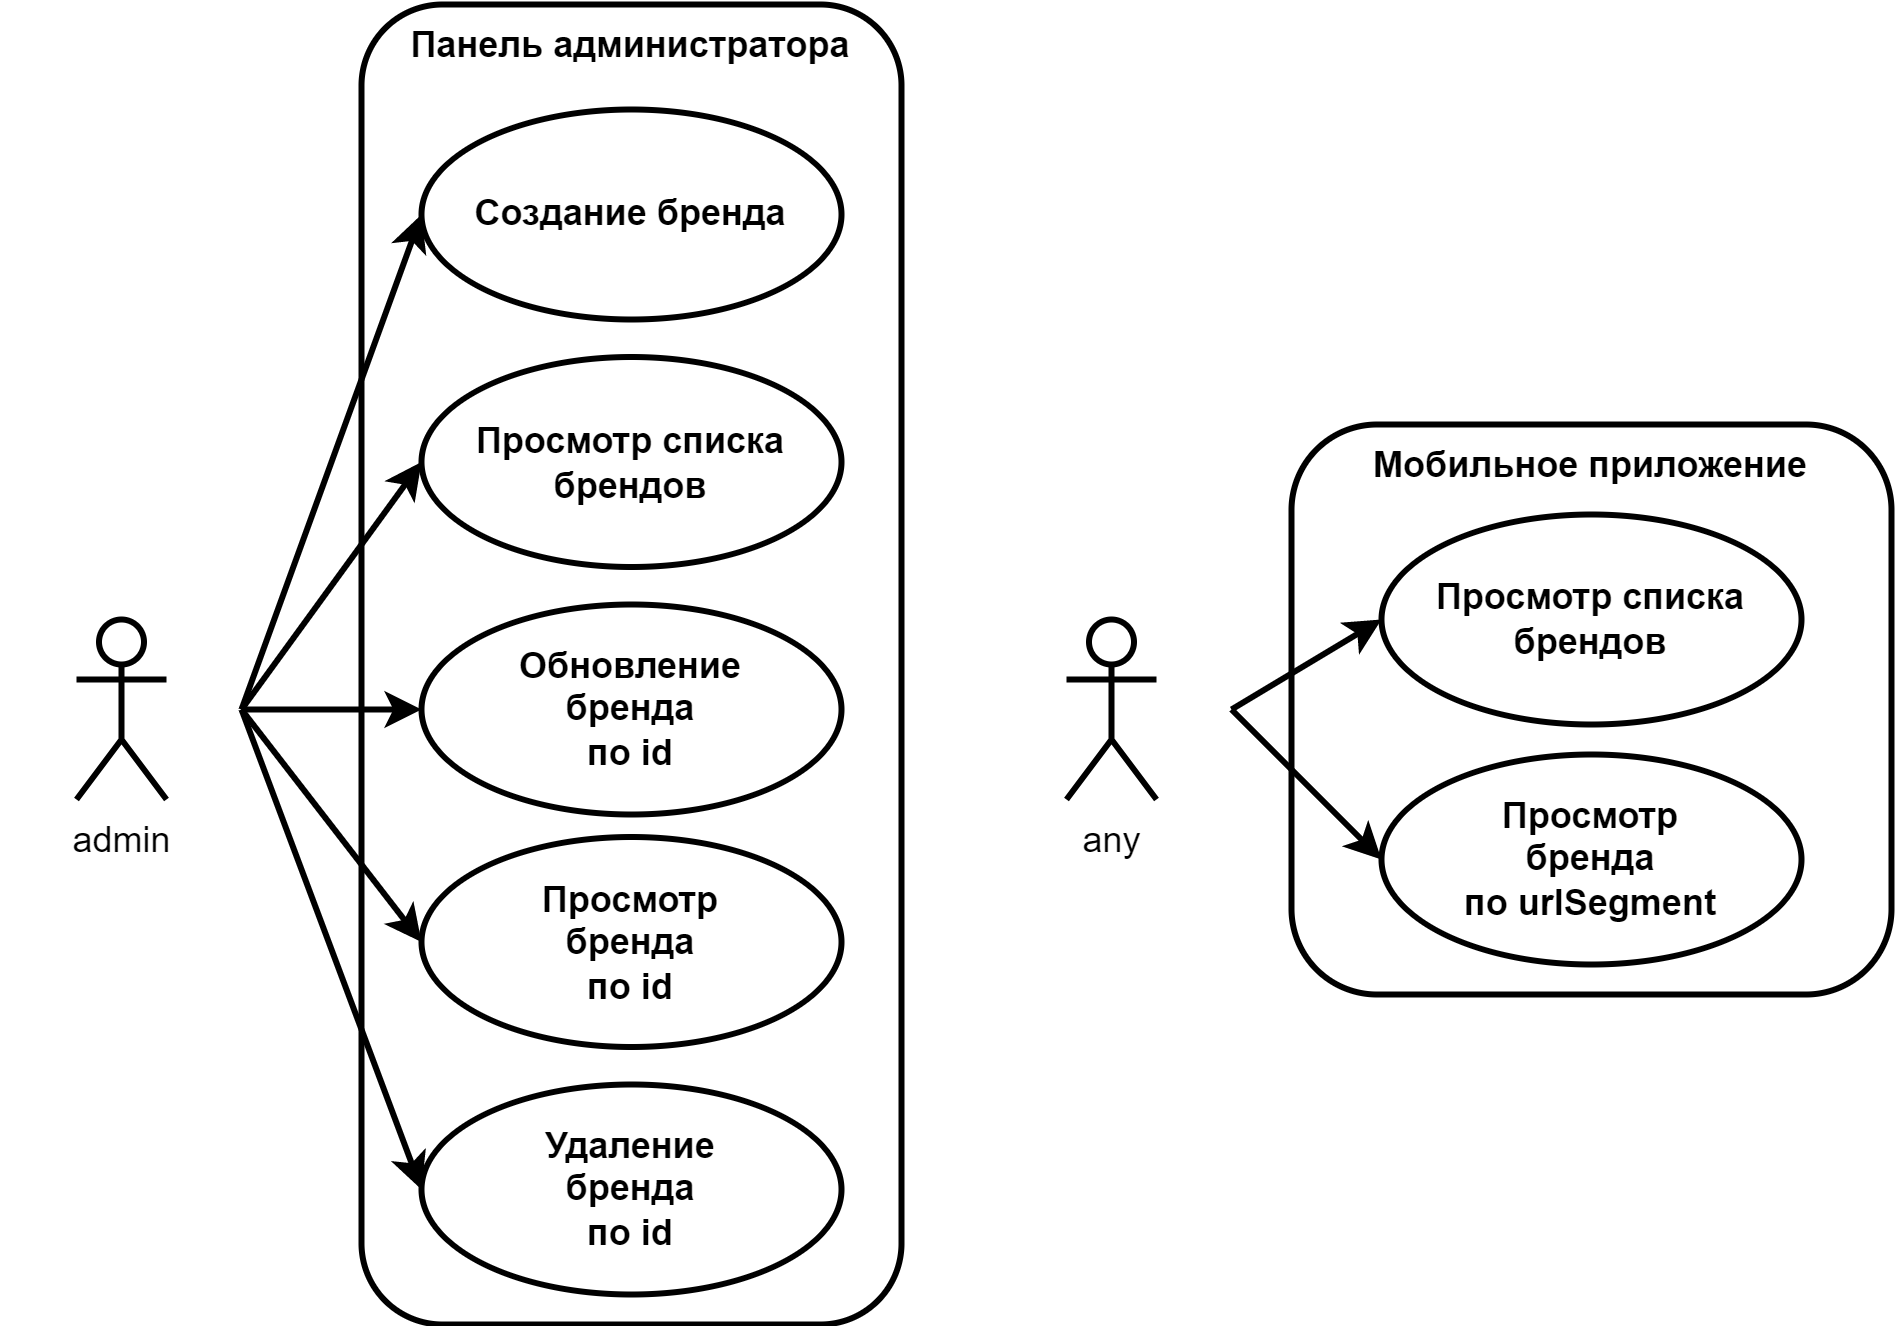 Панель администратора
Создание бренда
Просмотр списка
брендов
Обновление
бренда
по id
Просмотр
бренда
по id
Удаление
бренда
по id
admin
Мобильное приложение
Просмотр списка
брендов
Просмотр
бренда
по urlSegment
any